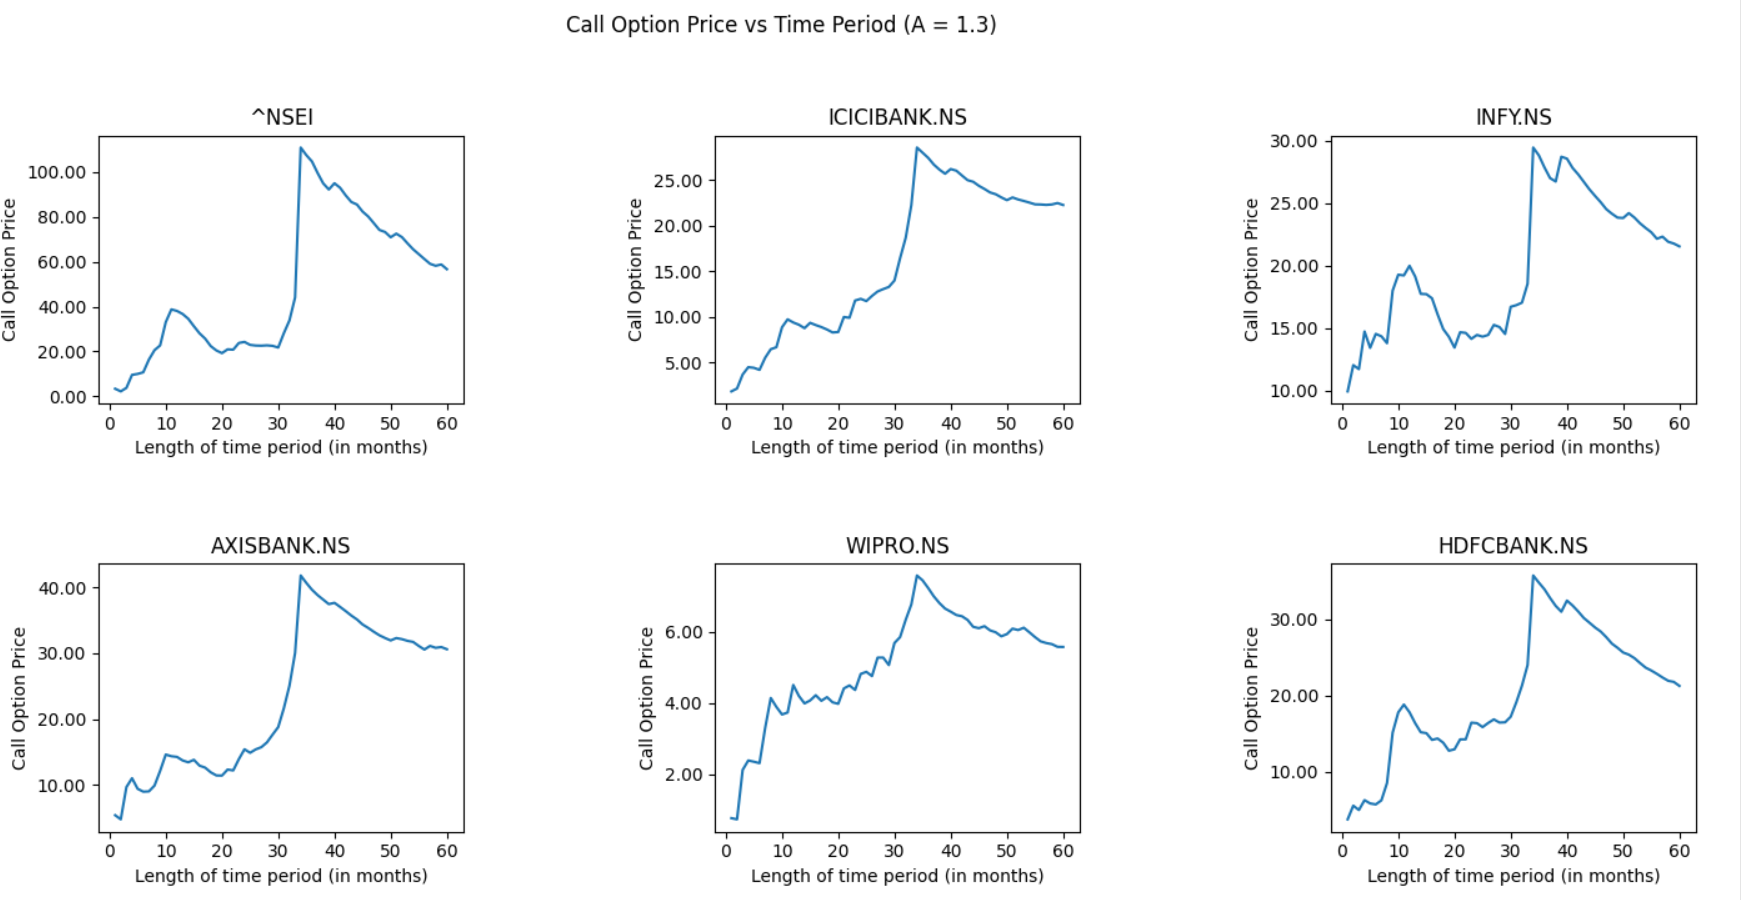 Call Option Price vs Time Period (A = 1.3)
^NSEI
Call Option Price
100.00
80.00
60.00
40.00
20.00
0.00
0 10 20 30 40 50 60
Length of time period (in months)
ICICIBANK.NS
Call Option Price
25.00
20.00
15.00
10.00
5.00
0 10 20 30 40 50 60
Length of time period (in months)
INFY.NS
Call Option Price
30.00
25.00
20.00
15.00
10.00
0 10 20 30 40 50 60
Length of time period (in months)
AXISBANK.NS
Call Option Price
40.00
30.00
20.00
10.00
0 10 20 30 40 50 60
Length of time period (in months)
WIPRO.NS
Call Option Price
6.00
4.00
2.00
0 10 20 30 40 50 60
Length of time period (in months)
HDFCBANK.NS
Call Option Price
30.00
20.00
10.00
0 10 20 30 40 50 60
Length of time period (in months)